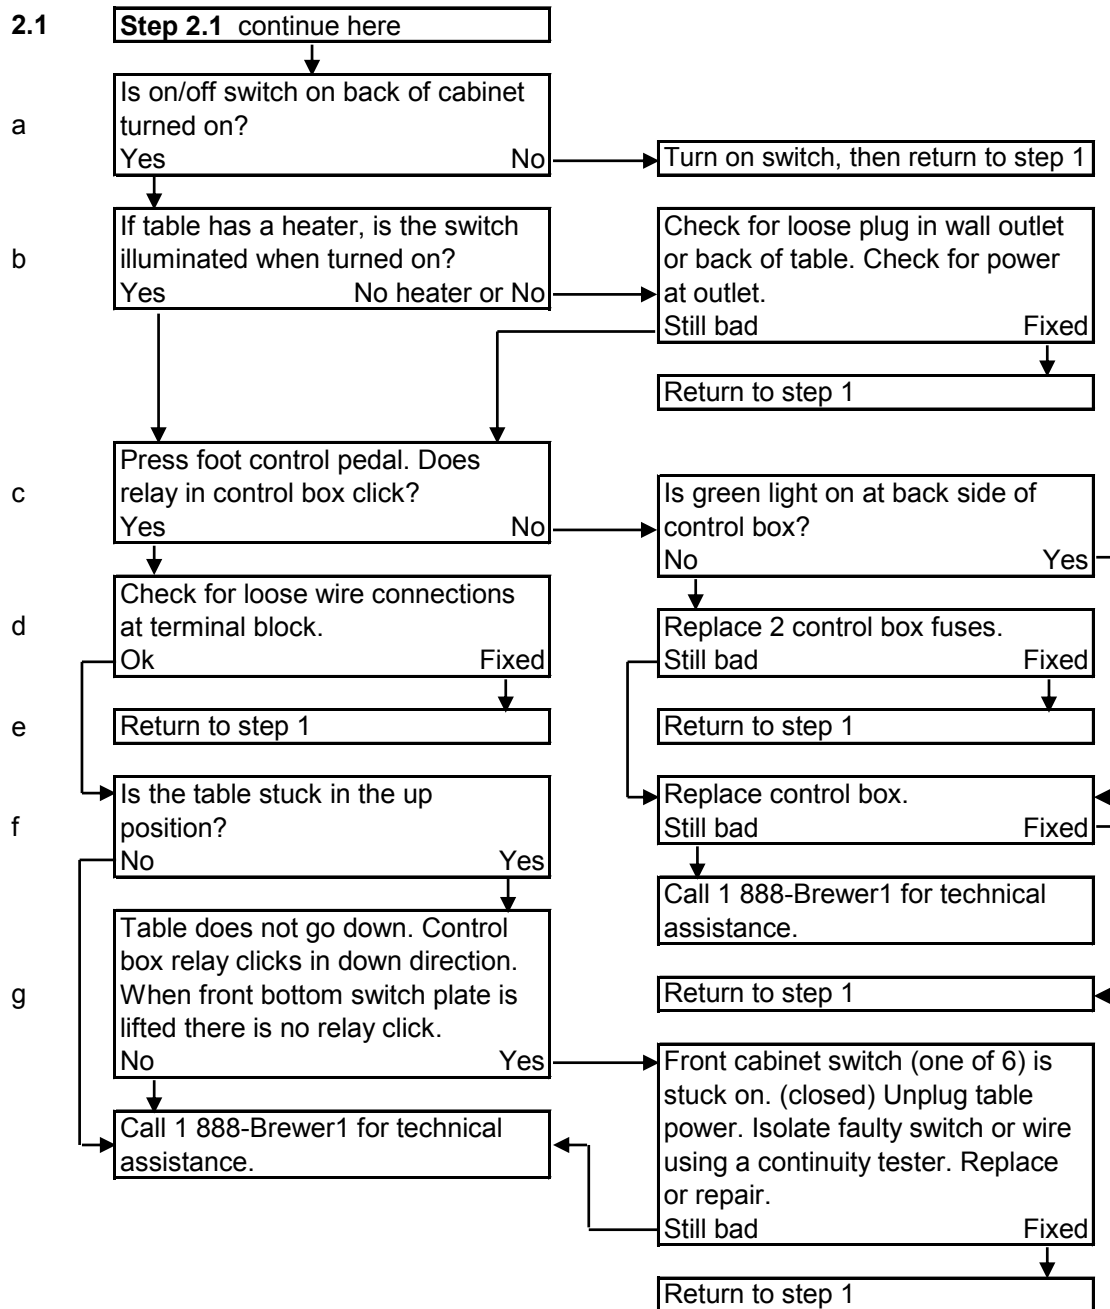 2.1
Step 2.1 continue here
a
Is on/off switch on back of cabinet
turned on?
Yes No
Turn on switch, then return to step 1
b
If table has a heater, is the switch
illuminated when turned on?
Yes No heater or No
Check for loose plug in wall outlet
or back of table. Check for power
at outlet.
Still bad Fixed
Return to step 1
c
Press foot control pedal. Does
relay in control box click?
Yes No
Is green light on at back side of
control box?
No Yes
d
Check for loose wire connections
at terminal block.
Ok Fixed
Replace 2 control box fuses.
Still bad Fixed
e
Return to step 1
Return to step 1
f
Is the table stuck in the up
position?
No Yes
Replace control box.
Still bad Fixed
Call 1 888-Brewer1 for technical
assistance.
g
Table does not go down. Control
box relay clicks in down direction.
When front bottom switch plate is
lifted there is no relay click.
No Yes
Return to step 1
Front cabinet switch (one of 6) is
stuck on. (closed) Unplug table
power. Isolate faulty switch or wire
using a continuity tester. Replace
or repair.
Still bad Fixed
Call 1 888-Brewer1 for technical
assistance.
Return to step 1